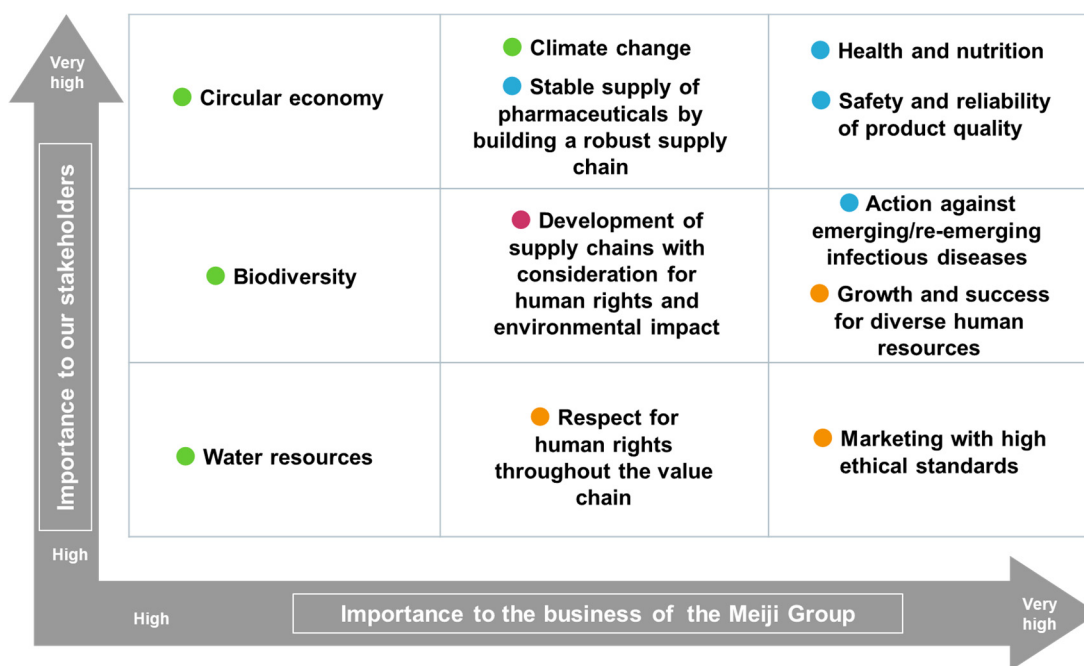 Very
high
Importance to our stakeholders
High
Circular economy
Climate change
Stable supply of
pharmaceuticals by
building a robust supply
chain
Health and nutrition
Safety and reliability
of product quality
Biodiversity
Development of
supply chains with
consideration for
human rights and
environmental impact
Action against
emerging/re-emerging
infectious diseases
Growth and success
for diverse human
resources
Water resources
Respect for
human rights
throughout the value
chain
Marketing with high
ethical standards
High
Importance to the business of the Meiji Group
Very
high